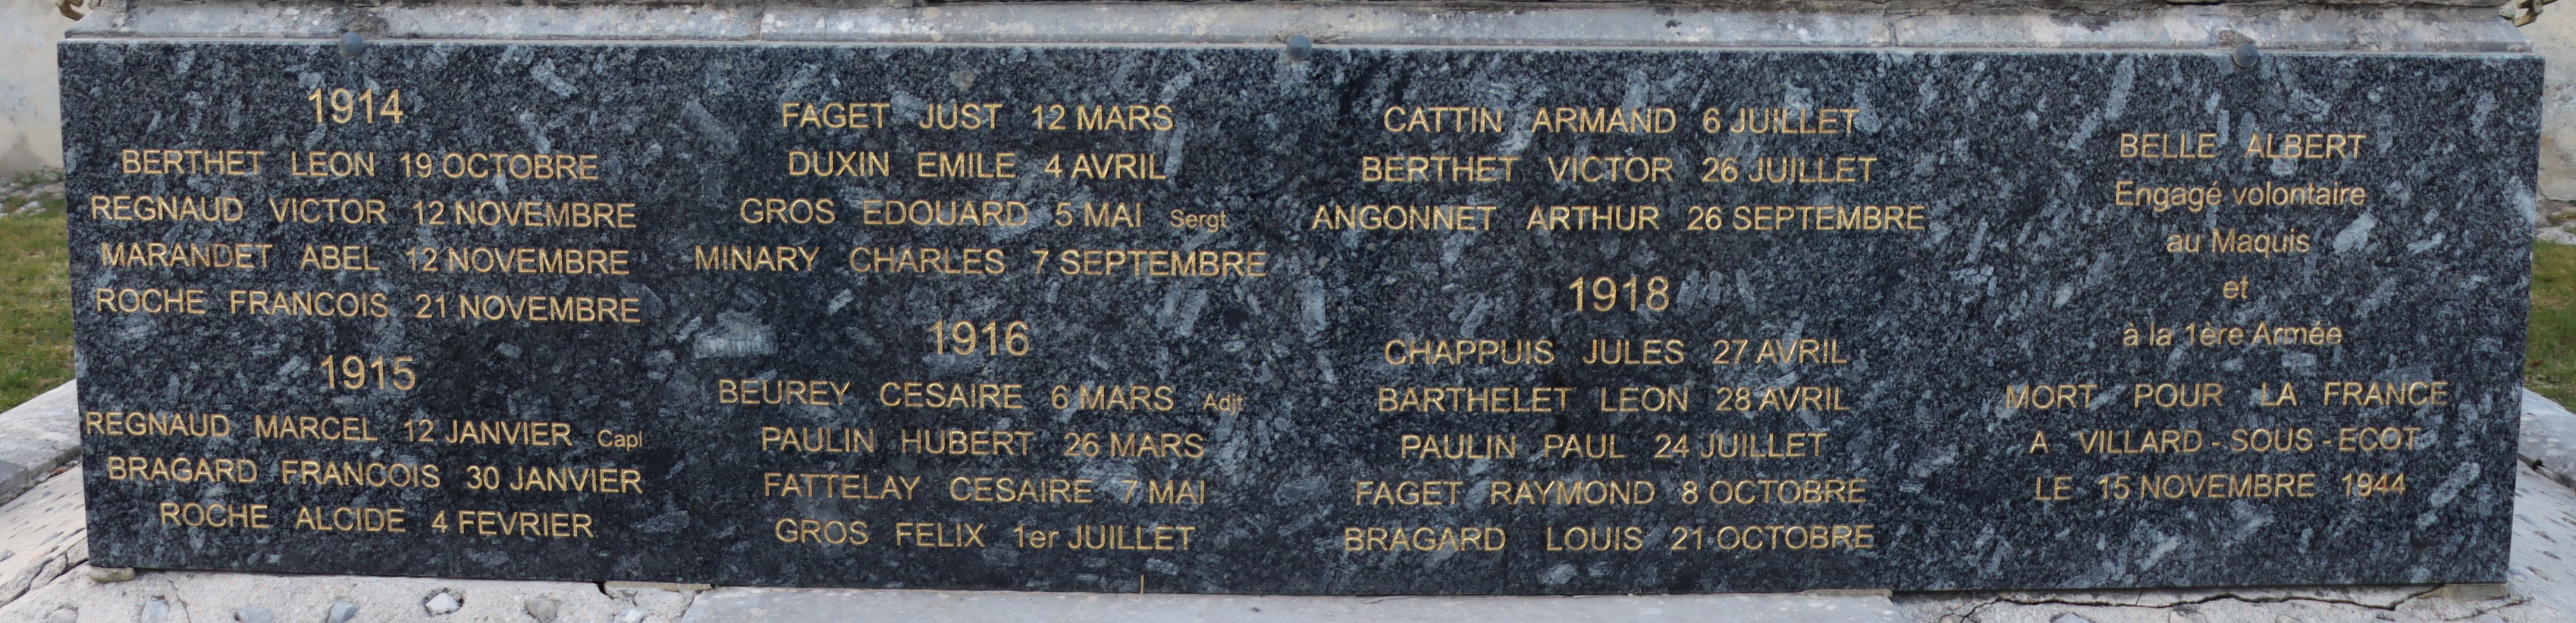 1914
BERTHET LEON 19 OCTOBRE
REGNAUD VICTOR 12 NOVEMBRE
MARANDET ABEL 12 NOVEMBRE
ROCHE FRANCOIS 21 NOVEMBRE
1915
REGNAUD MARCEL 12 JANVIER Capl
BRAGARD FRANCOIS 30 JANVIER
ROCHE ALCIDE 4 FEVRIER
FAGET JUST 12 MARS
DUXIN EMILE 4 AVRIL
GROS EDOUARD 5 MAI Sergt
MINARY CHARLES 7 SEPTEMBRE
1916
BEUREY CESAIRE 6 MARS Adjt
PAULIN HUBERT 26 MARS
FATTELAY CESAIRE 7 MAI
GROS FELIX 1er JUILLET
CATTIN ARMAND 6 JUILLET
BERTHET VICTOR 26 JUILLET
ANGONNET ARTHUR 26 SEPTEMBRE
1918
CHAPPUIS JULES 27 AVRIL
BARTHELET LEON 28 AVRIL
PAULIN PAUL 24 JUILLET
FAGET RAYMOND 8 OCTOBRE
BRAGARD LOUIS 21 OCTOBRE
BELLE ALBERT
Engagé volontaire
au Maquis
et
à la 1ère Armée
MORT POUR LA FRANCE
A VILLARD - SOUS - ECOT
LE 15 NOVEMBRE 1944